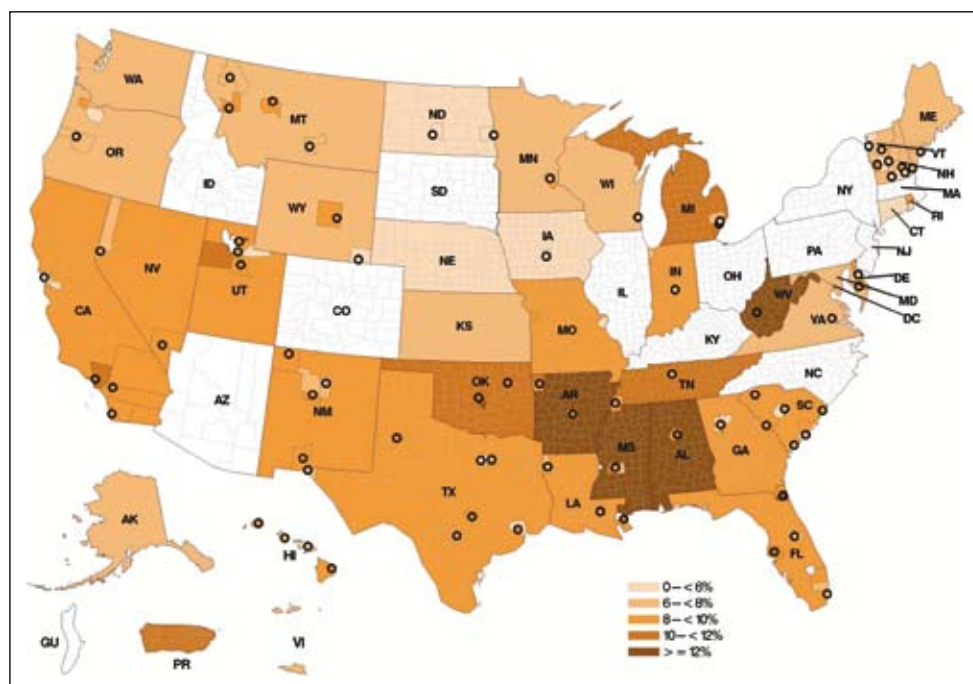 WA
MT
ND
MN
ME
OR
ID
SD
WI
MI
NY
VT
NH
MA
RI
CT
WY
IA
NE
PA
NJ
NV
UT
CO
IL
IN
OH
DE
MD
DC
CA
KS
MO
WV
VA
KY
AZ
NM
OK
AR
TN
NC
SC
MS
AL
GA
TX
LA
FL
AK
HI
GU
PR
VI
0 – < 6%
6 – < 8%
8 – < 10%
10 – < 12%
> = 12%